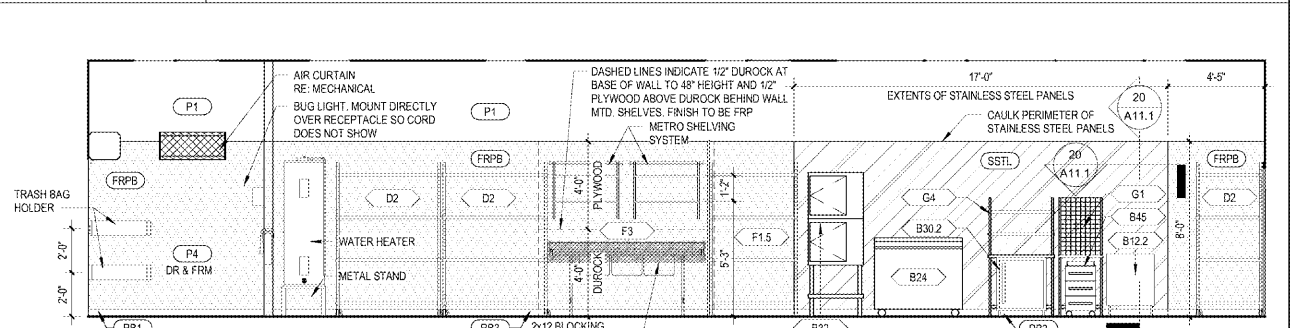 AIR CURTAIN
RE: MECHANICAL
BUG LIGHT. MOUNT DIRECTLY
OVER RECEPTACLE SO CORD
DOES NOT SHOW
P1
P1
DASHED LINES INDICATE 1/2" DUROCK AT
BASE OF WALL TO 48" HEIGHT AND 1/2"
PLYWOOD ABOVE DUROCK BEHIND WALL
MTD. SHELVES. FINISH TO BE FRP
METRO SHELVING
SYSTEM
17'-0"
4'-5"
EXTENTS OF STAINLESS STEEL PANELS
20
A11.1
CAULK PERIMETER OF
STAINLESS STEEL PANELS
FRPB
FRPB
SSTL
20
A11.1
FRPB
TRASH BAG
HOLDER
D2
D2
4'-0"
PLYWOOD
1'-2"
G4
G1
D2
F3
F1.5
B30.2
B45
B12.2
8'-0"
WATER HEATER
P4
DR & FRM
2'-0"
2'-0"
METAL STAND
4'-0"
DUROCK
5'-3"
B24
2x12 BLOCKING